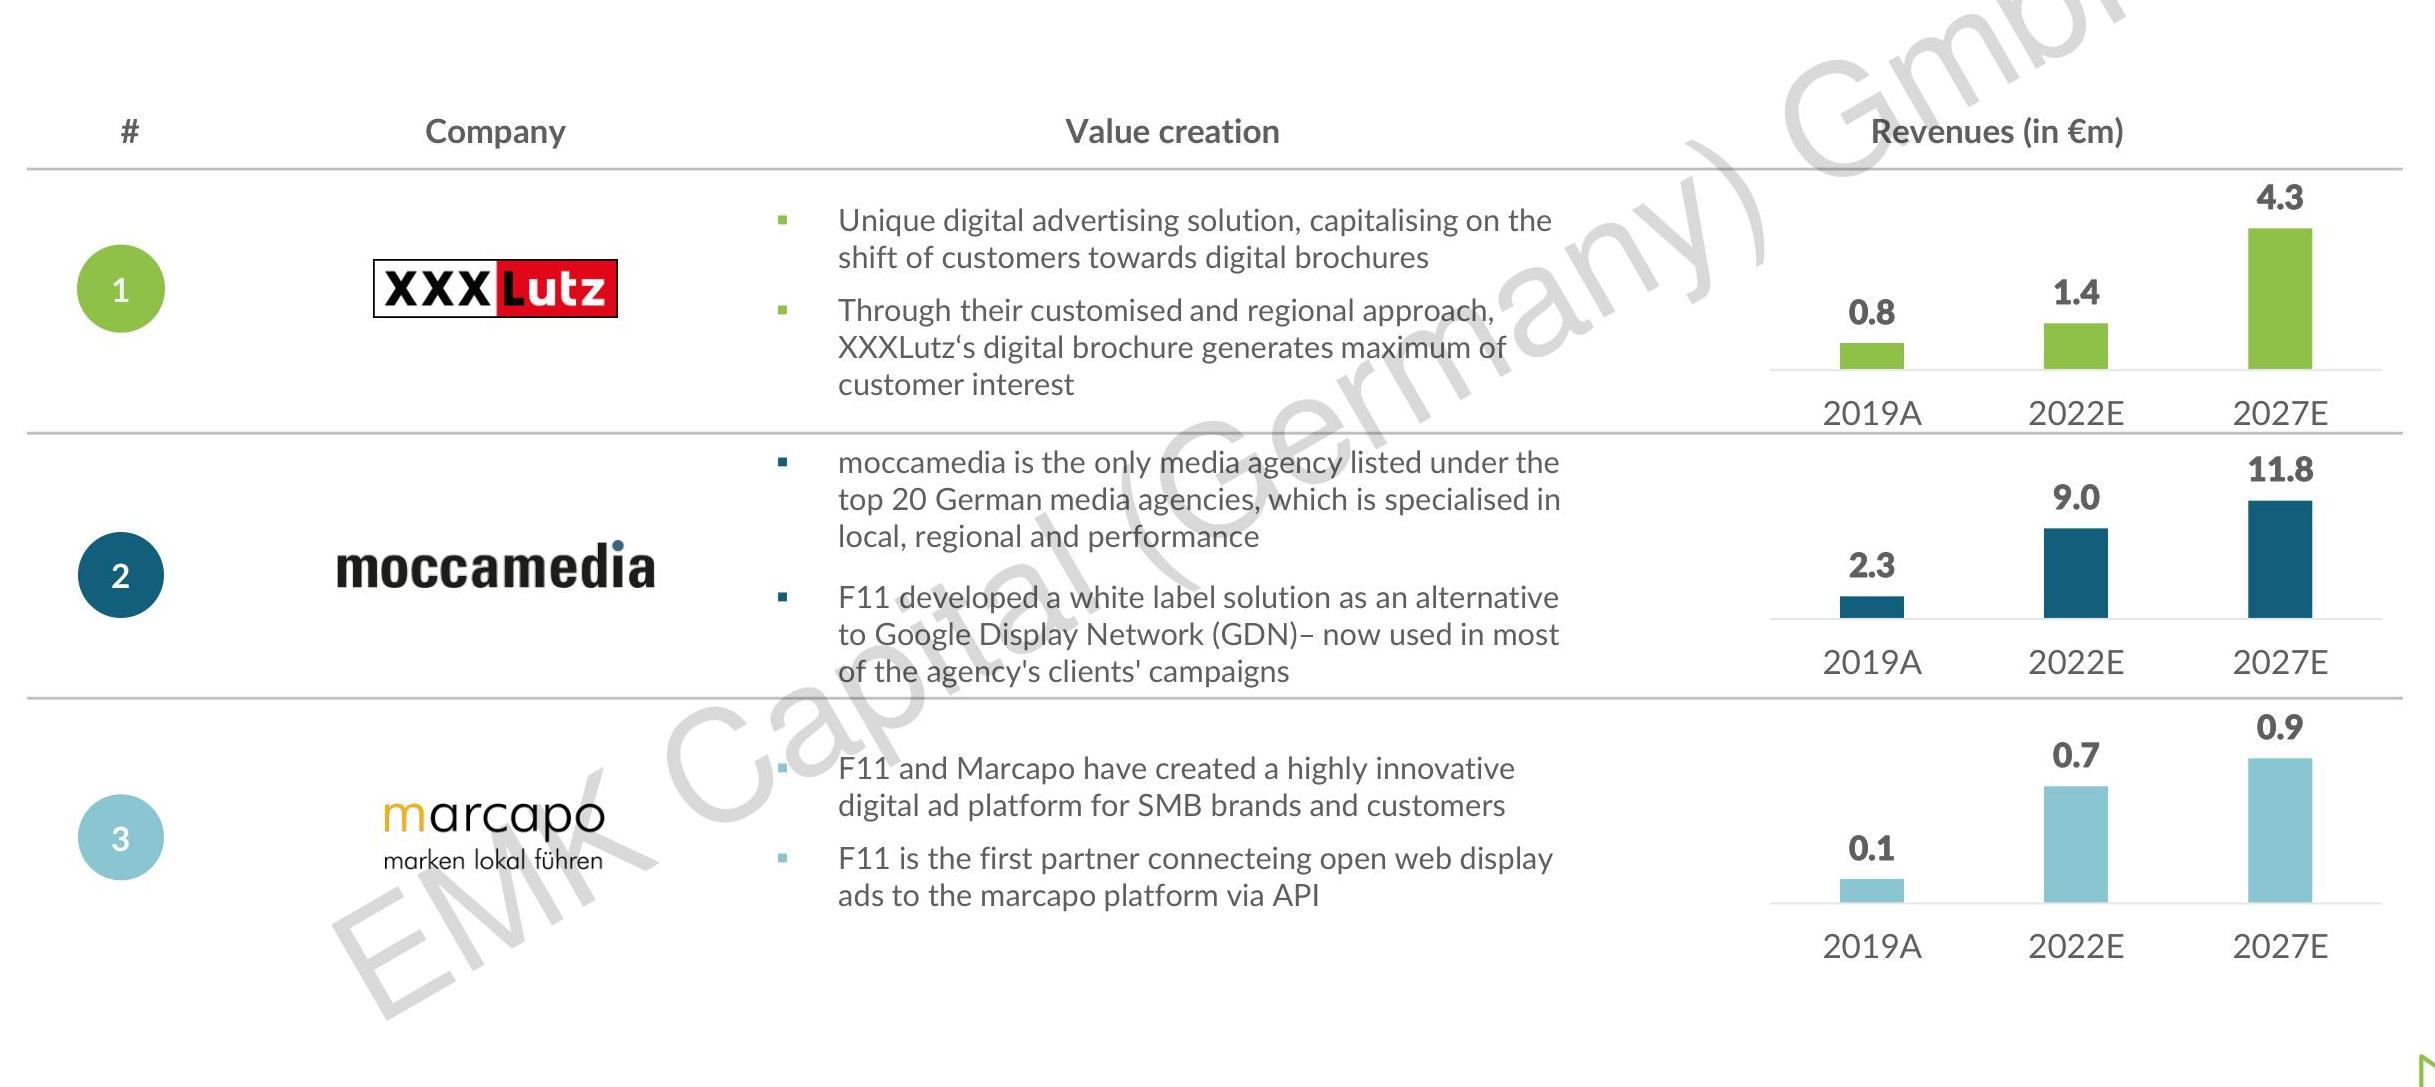 # Company Value creation Revenues (in €m)
1
XXXLutz
Unique digital advertising solution, capitalising on the
shift of customers towards digital brochures
Through their customised and regional approach,
XXXLutz‘s digital brochure generates maximum of
customer interest
0.8 1.4 4.3
2019A 2022E 2027E
2
moccamedia
moccamedia is the only media agency listed under the
top 20 German media agencies, which is specialised in
local, regional and performance
F11 developed a white label solution as an alternative
to Google Display Network (GDN)– now used in most
of the agency's clients' campaigns
2.3 9.0 11.8
2019A 2022E 2027E
3
marcapo
marken lokal führen
F11 and Marcapo have created a highly innovative
digital ad platform for SMB brands and customers
F11 is the first partner connecteing open web display
ads to the marcapo platform via API
0.1 0.7 0.9
2019A 2022E 2027E
EMK Capital (Germany) Gmb